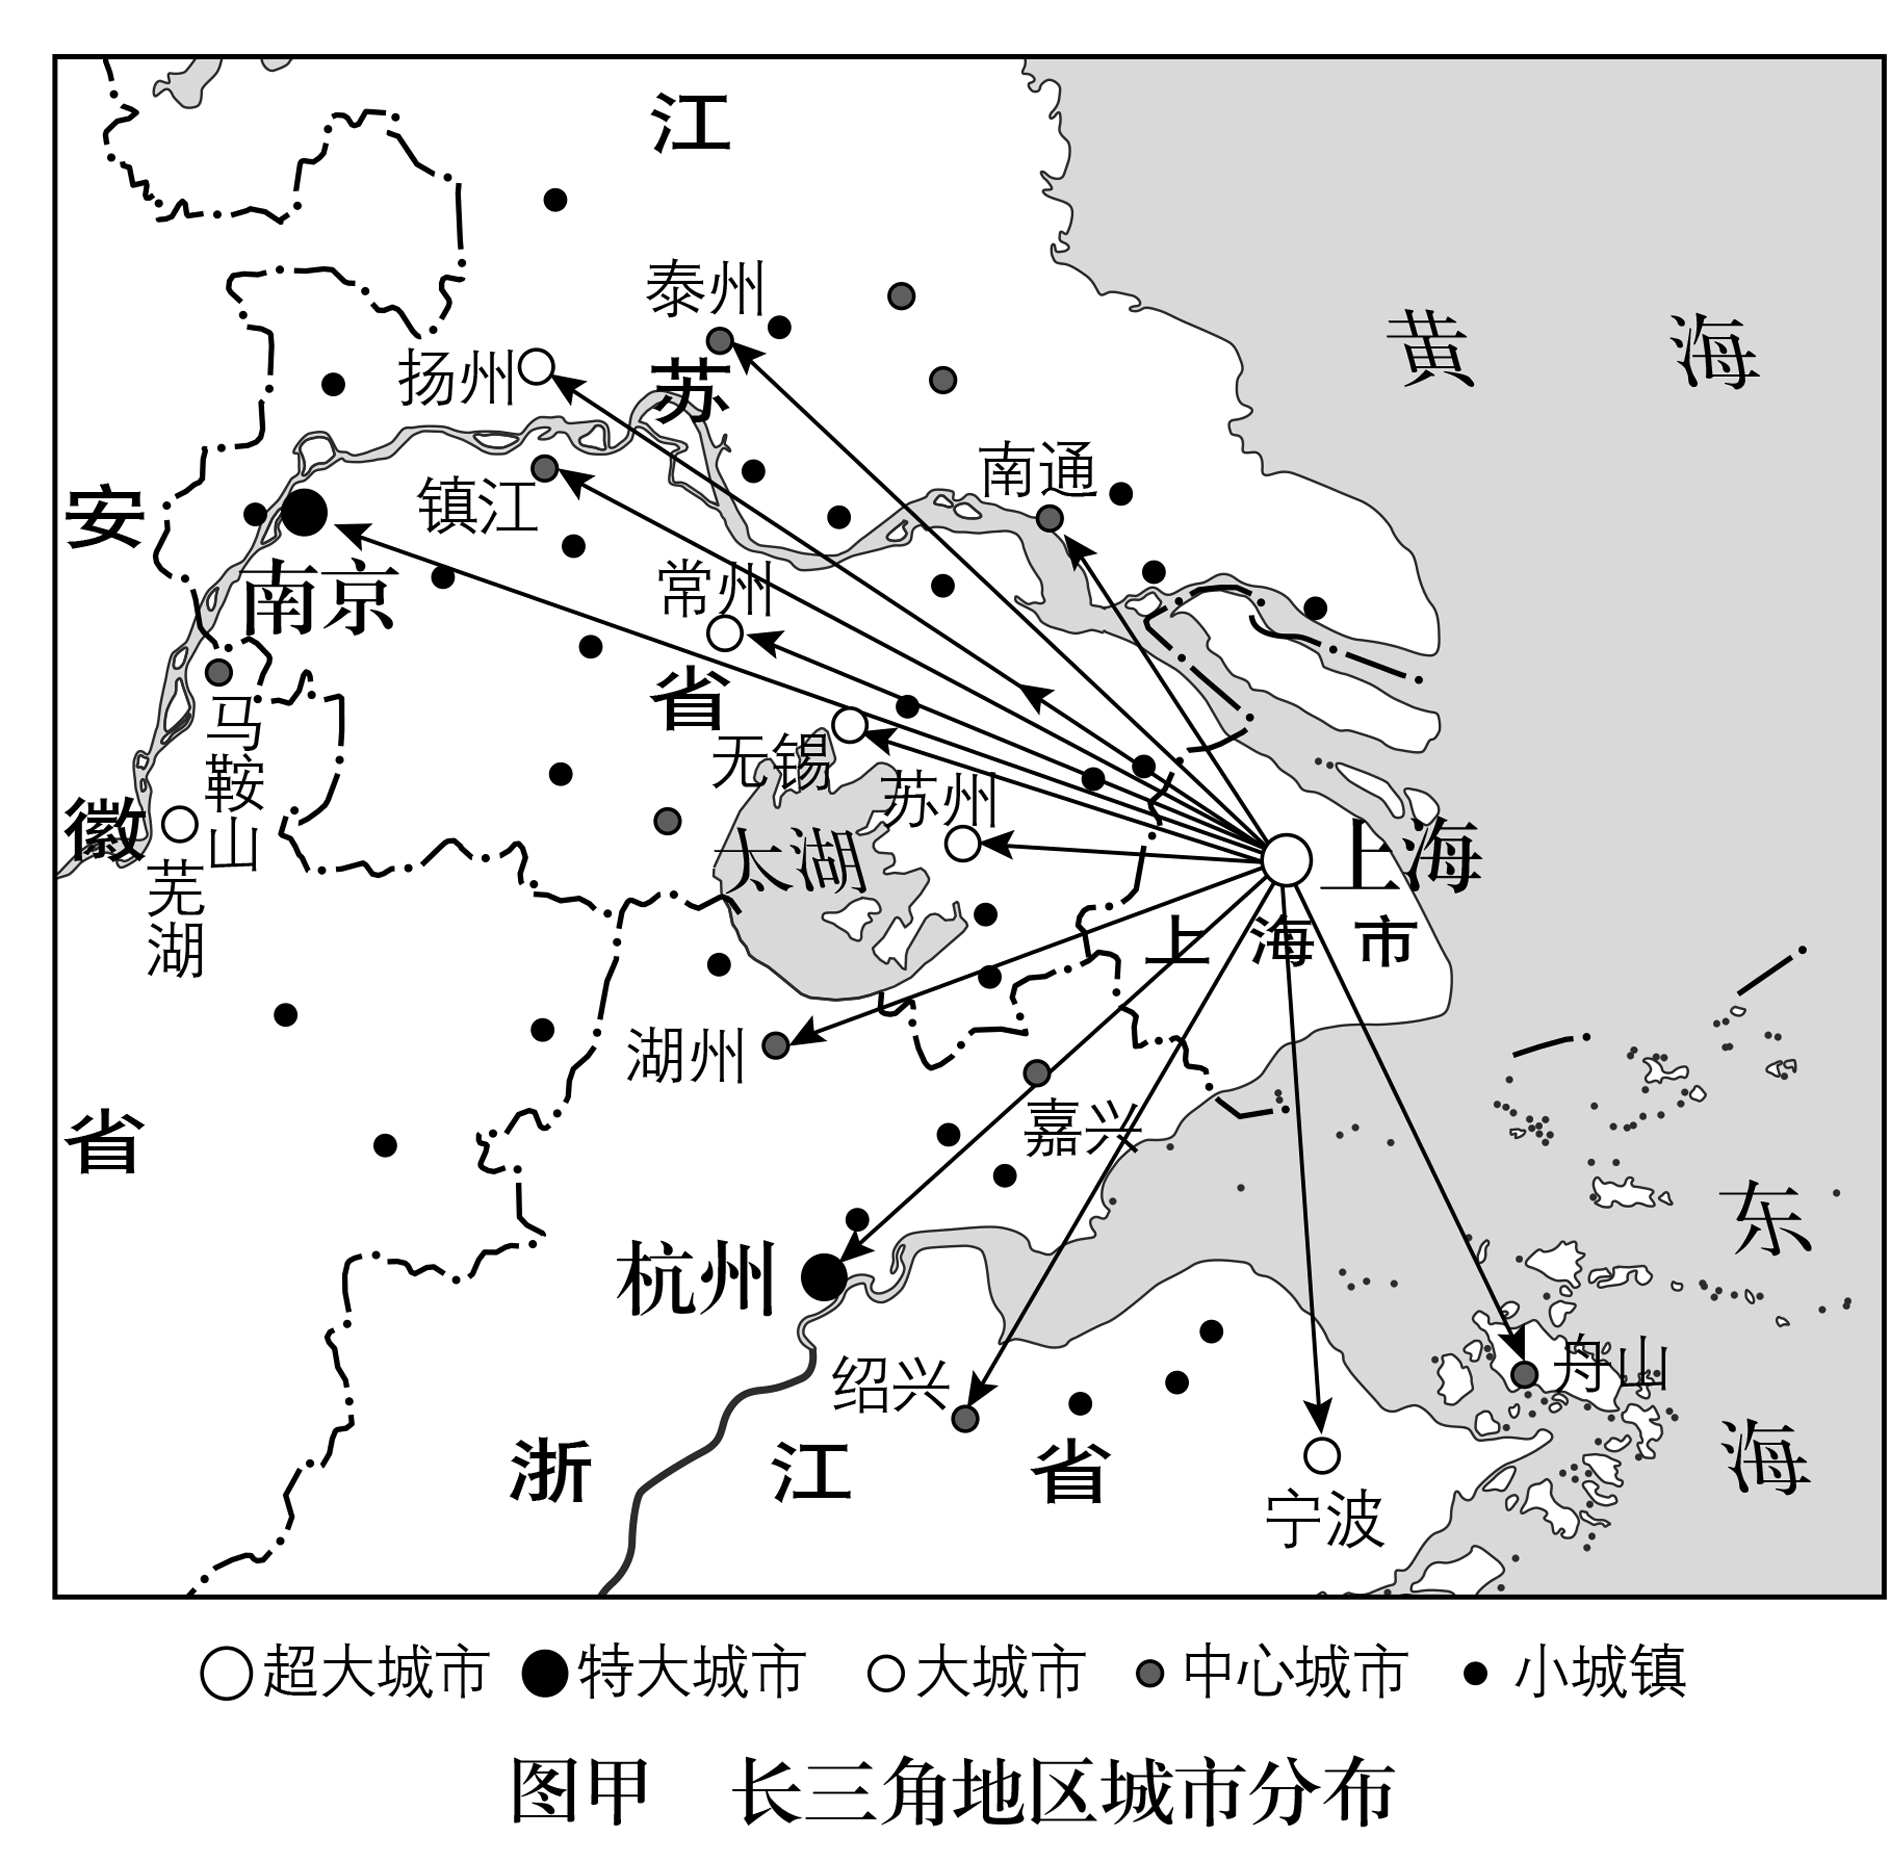 江
苏
省
黄 海
泰州
扬州
南通
镇江
安
徽
省
南京
常州
马鞍山
无锡
苏州
太湖
上海
上海市
芜湖
湖州
嘉兴
东
海
杭州
舟山
绍兴
浙 江 省
宁波
超大城市 特大城市 大城市 中心城市 小城镇
图甲 长三角地区城市分布